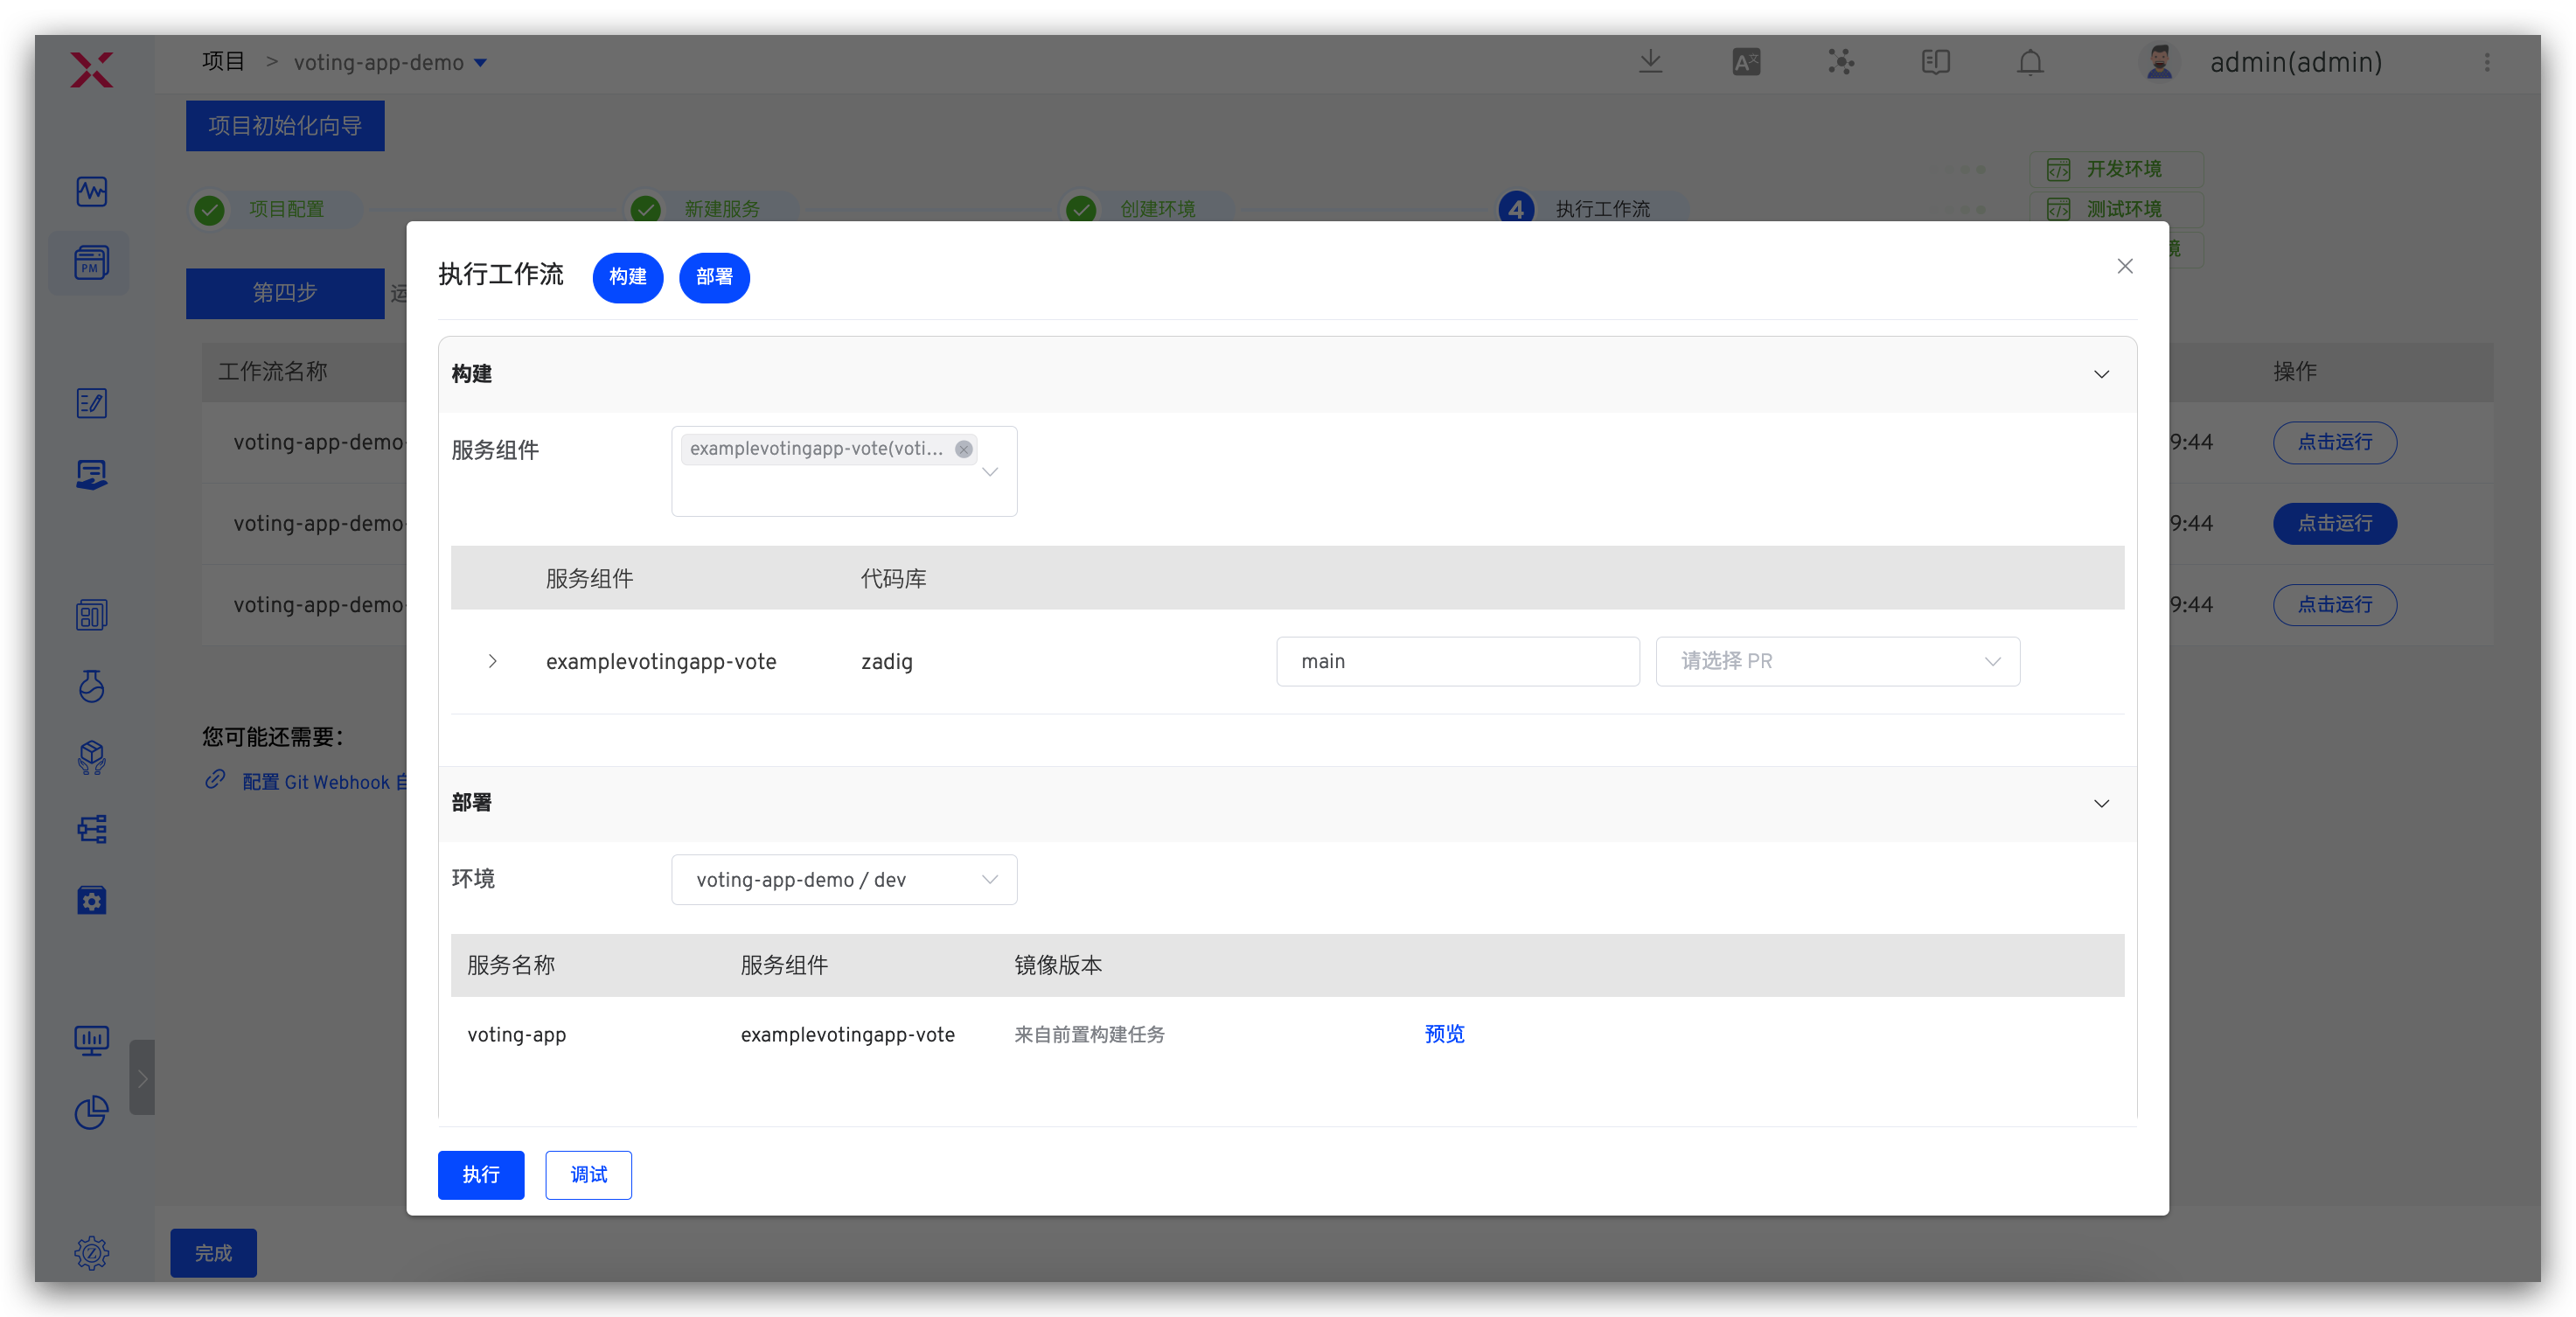 项目 > voting-app-demo
admin(admin)
项目初始化向导
开发环境
项目配置
新建服务
创建环境
4 执行工作流
测试环境
境
第四步
运
执行工作流 构建 部署
工作流名称
操作
构建
voting-app-demo-
9:44 点击运行
服务组件 examplevotingapp-vote(voti...
voting-app-demo-
9:44 点击运行
服务组件 代码库
voting-app-demo-
9:44 点击运行
examplevotingapp-vote zadig main 请选择 PR
您可能还需要：
配置 Git Webhook 自
部署
环境 voting-app-demo / dev
服务名称 服务组件 镜像版本
voting-app examplevotingapp-vote 来自前置构建任务 预览
执行 调试
完成
PM